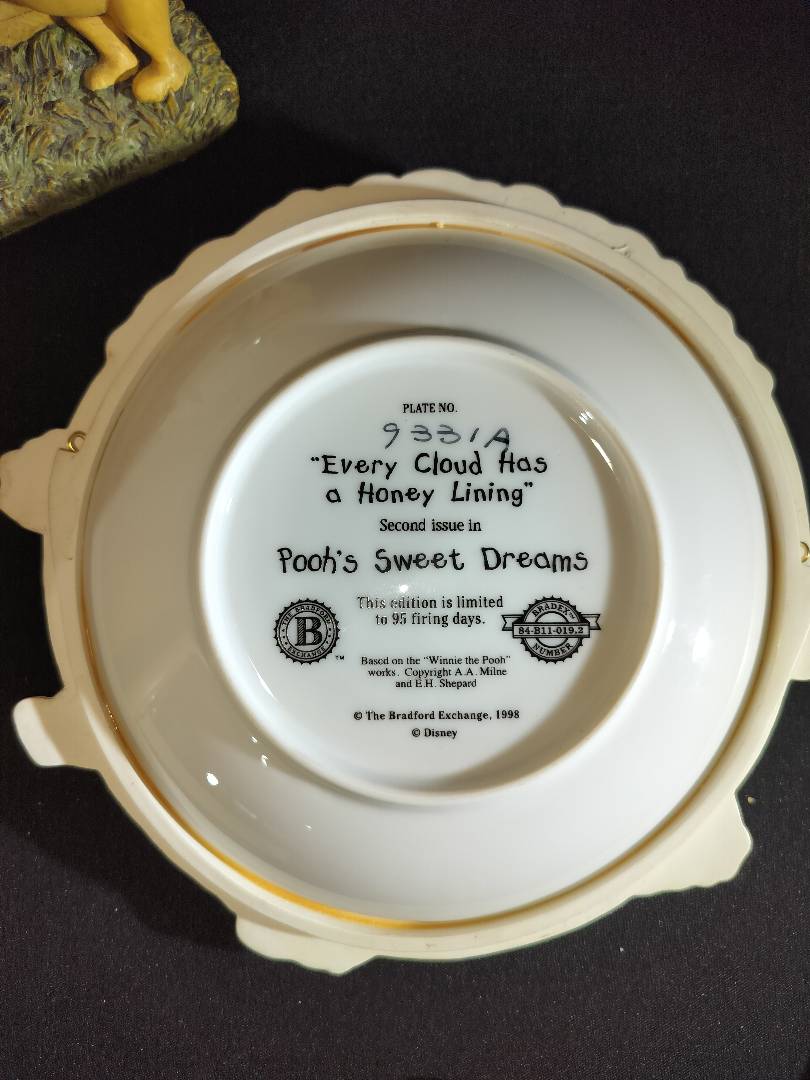 PLATE NO.
9331A
"Every Cloud Has
a Honey Lining"
Second issue in
Pooh's Sweet Dreams
This edition is limited
to 95 firing days.
THE BRADFORD
B
EXCHANGE
TM
BRADEX™
84-B11-019.2
NUMBER
Based on the "Winnie the Pooh"
works. Copyright A.A. Milne
and E.H. Shepard
© The Bradford Exchange, 1998
© Disney